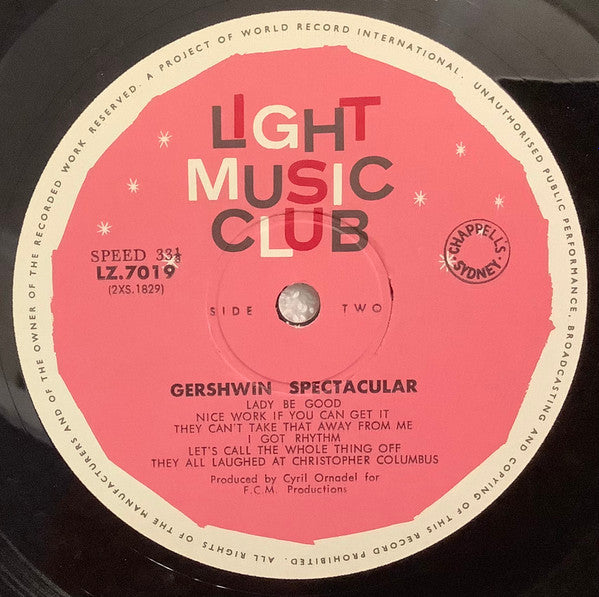 A PROJECT OF WORLD RECORD INTERNATIONAL. UNAUTHORISED PUBLIC PERFORMANCE, BROADCASTING AND COPYING OF THIS RECORD PROHIBITED. ALL RIGHTS OF THE MANUFACTURERS AND OF THE OWNER OF THE RECORDED WORK RESERVED.
LIGHT
MUSIC
CLUB
SPEED 33⅓
LZ.7019
(2XS.1829)
CHAPPELL'S
SYDNEY.
SIDE TWO
GERSHWIN SPECTACULAR
LADY BE GOOD
NICE WORK IF YOU CAN GET IT
THEY CAN'T TAKE THAT AWAY FROM ME
I GOT RHYTHM
LET'S CALL THE WHOLE THING OFF
THEY ALL LAUGHED AT CHRISTOPHER COLUMBUS
Produced by Cyril Ornadel for
F.C.M. Productions